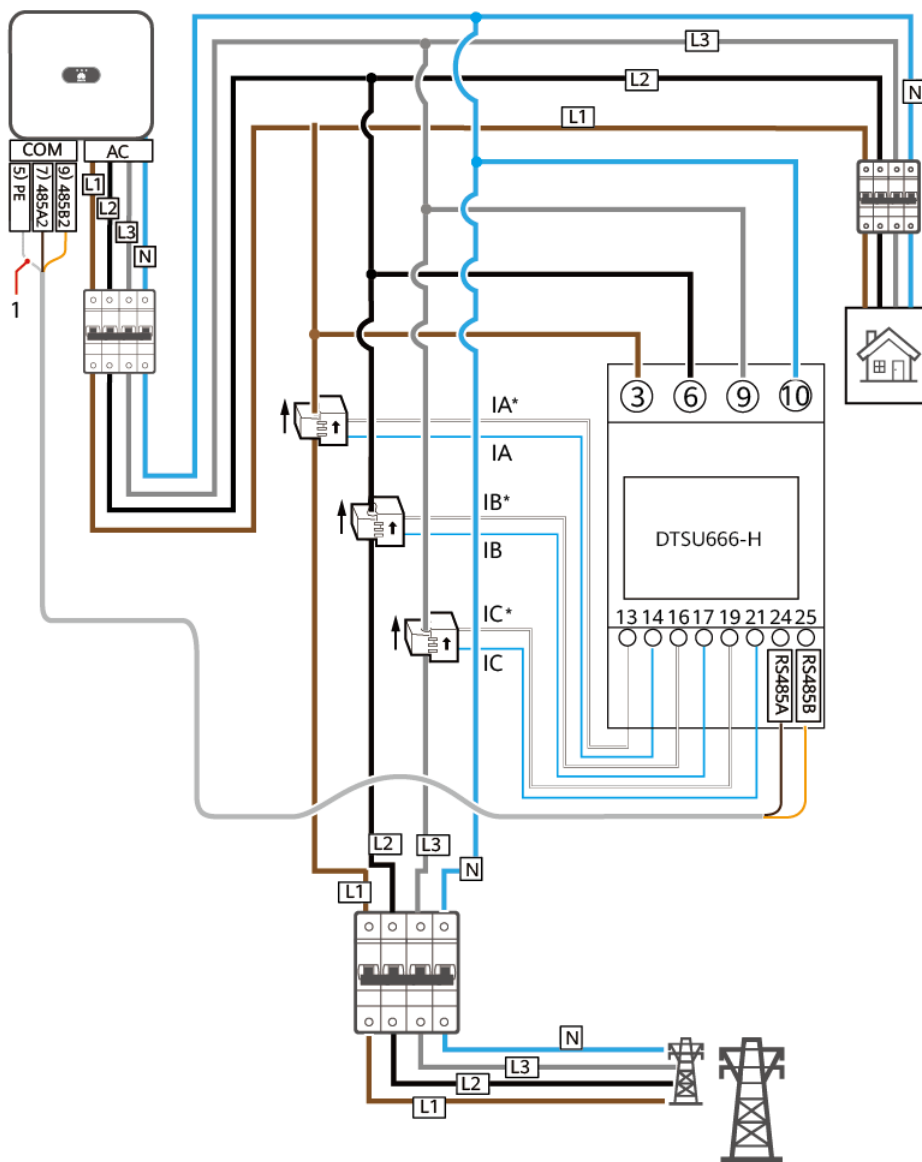 L3
L2
N
L1
COM
AC
5) PE
7) 485A2
9) 485B2
L1
L2
L3
N
1
3
6
9
10
IA*
IA
IB*
IB
IC*
IC
DTSU666-H
13 14 16 17 19 21 24 25
RS485A
RS485B
L2
L3
N
L1
N
L3
L2
L1